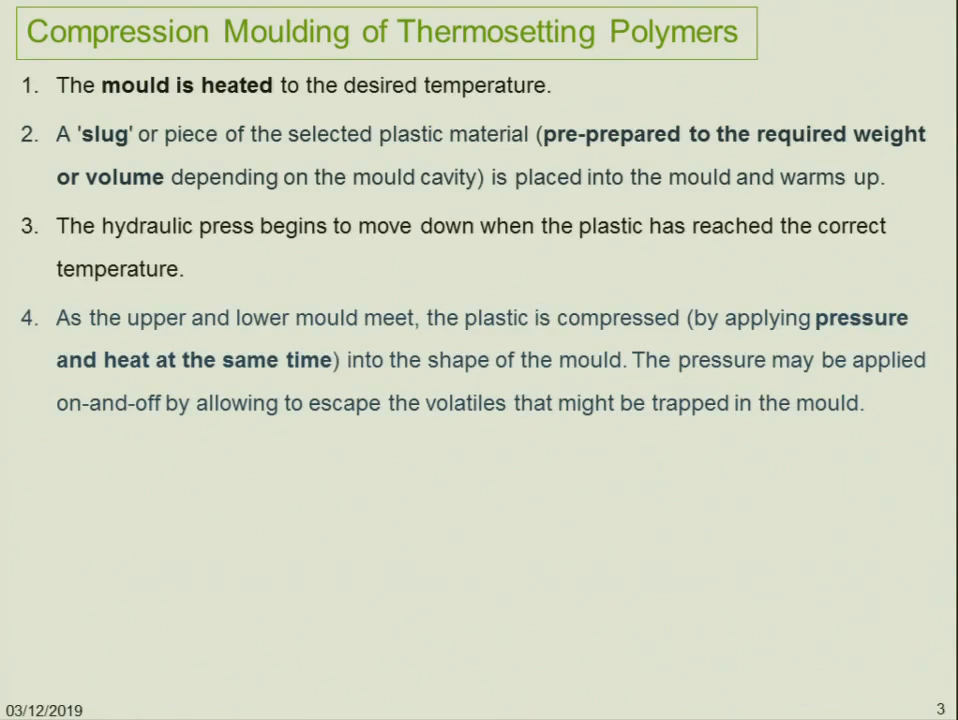 Compression Moulding of Thermosetting Polymers
1. The mould is heated to the desired temperature.
2. A 'slug' or piece of the selected plastic material (pre-prepared to the required weight
or volume depending on the mould cavity) is placed into the mould and warms up.
3. The hydraulic press begins to move down when the plastic has reached the correct
temperature.
4. As the upper and lower mould meet, the plastic is compressed (by applying pressure
and heat at the same time) into the shape of the mould. The pressure may be applied
on-and-off by allowing to escape the volatiles that might be trapped in the mould.
03/12/2019
3